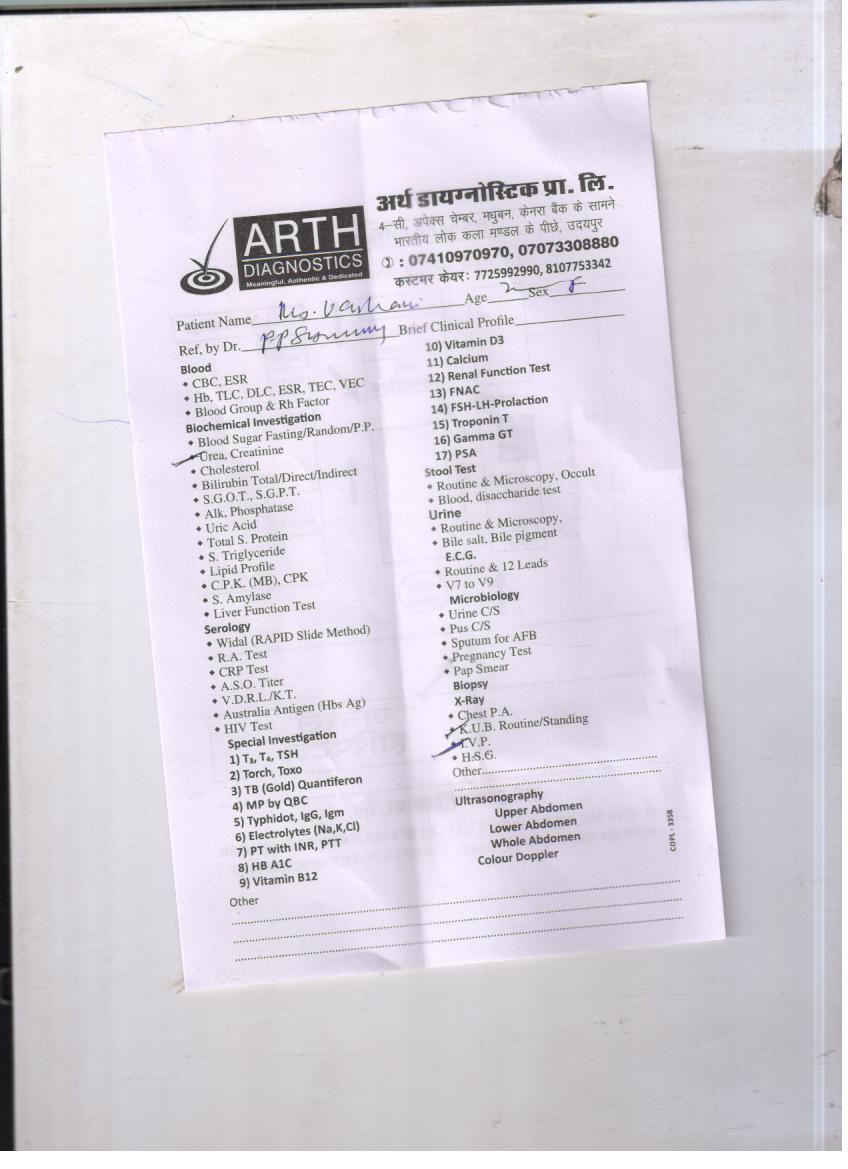 ARTH
DIAGNOSTICS
Meaningful, Authentic & Dedicated
अर्थ डायग्नोस्टिक प्रा. लि.
4-सी, अपेक्स चेम्बर, मधुबन, केनरा बैंक के सामने
भारतीय लोक कला मण्डल के पीछे, उदयपुर
: 07410970970, 07073308880
कस्टमर केयर: 7725992990, 8107753342
Patient Name Ms. Age Sex F
Ref, by Dr. Brief Clinical Profile
Blood
• CBC, ESR
• Hb, TLC, DLC, ESR, TEC, VEC
• Blood Group & Rh Factor
Biochemical Investigation
• Blood Sugar Fasting/Random/P.P.
• Urea, Creatinine
• Cholesterol
• Bilirubin Total/Direct/Indirect
• S.G.O.T., S.G.P.T.
• Alk, Phosphatase
• Uric Acid
• Total S. Protein
• S. Triglyceride
• Lipid Profile
• C.P.K. (MB), CPK
• S. Amylase
• Liver Function Test
Serology
• Widal (RAPID Slide Method)
• R.A. Test
• CRP Test
• A.S.O. Titer
• V.D.R.L./K.T.
• Australia Antigen (Hbs Ag)
• HIV Test
Special Investigation
1) T₃, T₄, TSH
2) Torch, Toxo
3) TB (Gold) Quantiferon
4) MP by QBC
5) Typhidot, IgG, Igm
6) Electrolytes (Na,K,Cl)
7) PT with INR, PTT
8) HB A1C
9) Vitamin B12
10) Vitamin D3
11) Calcium
12) Renal Function Test
13) FNAC
14) FSH-LH-Prolaction
15) Troponin T
16) Gamma GT
17) PSA
Stool Test
• Routine & Microscopy, Occult
• Blood, disaccharide test
Urine
• Routine & Microscopy,
• Bile salt, Bile pigment
E.C.G.
• Routine & 12 Leads
• V7 to V9
Microbiology
• Urine C/S
• Pus C/S
• Sputum for AFB
• Pregnancy Test
• Pap Smear
Biopsy
X-Ray
• Chest P.A.
• K.U.B. Routine/Standing
• I.V.P.
• H.S.G.
Other
Ultrasonography
Upper Abdomen
Lower Abdomen
Whole Abdomen
Colour Doppler
COPL - 3358
Other